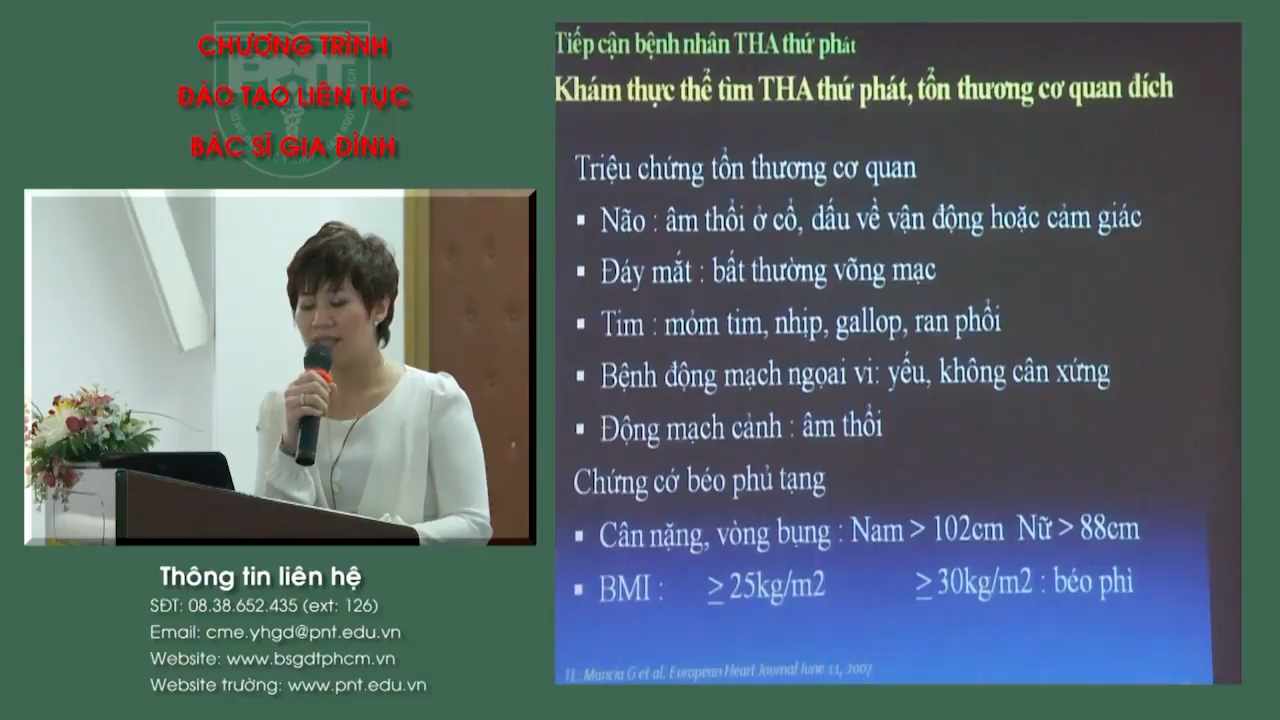 CHƯƠNG TRÌNH
ĐÀO TẠO LIÊN TỤC
BÁC SĨ GIA ĐÌNH
PNT
Thông tin liên hệ
SĐT: 08.38.652.435 (ext: 126)
Email: cme.yhgd@pnt.edu.vn
Website: www.bsgdtphcm.vn
Website trường: www.pnt.edu.vn
Tiếp cận bệnh nhân THA thứ phát
Khám thực thể tìm THA thứ phát, tổn thương cơ quan đích
Triệu chứng tổn thương cơ quan
▪ Não : âm thổi ở cổ, dấu về vận động hoặc cảm giác
▪ Đáy mắt : bất thường võng mạc
▪ Tim : mỏm tim, nhịp, gallop, ran phổi
▪ Bệnh động mạch ngọai vi: yếu, không cân xứng
▪ Động mạch cảnh : âm thổi
Chứng cớ béo phủ tạng
▪ Cân nặng, vòng bụng : Nam > 102cm Nữ > 88cm
▪ BMI : ≥ 25kg/m2 ≥ 30kg/m2 : béo phì
Mancia G et al. European Heart Journal June 11, 2007